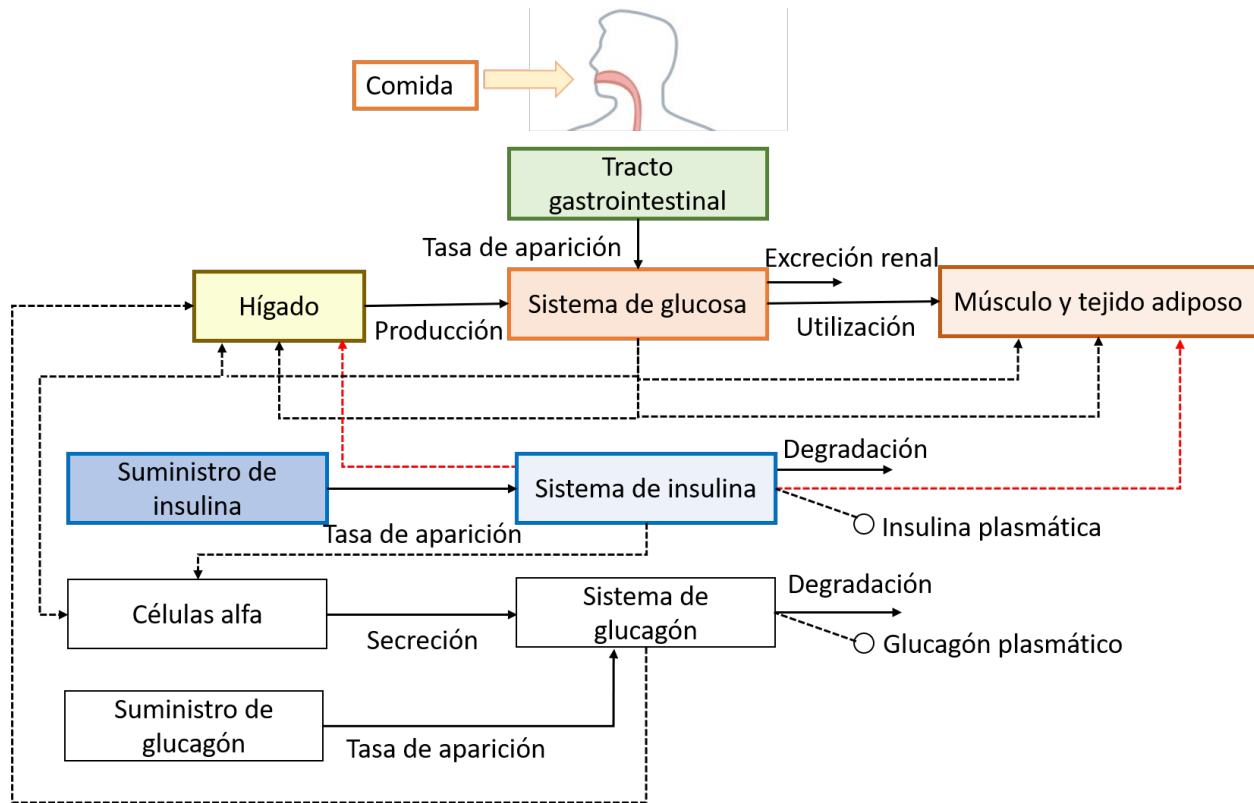 Comida
Tracto
gastrointestinal
Tasa de aparición
Excreción renal
Hígado
Sistema de glucosa
Músculo y tejido adiposo
Producción
Utilización
Degradación
Suministro de
insulina
Sistema de insulina
Insulina plasmática
Tasa de aparición
Degradación
Células alfa
Sistema de
glucagón
Secreción
Glucagón plasmático
Suministro de
glucagón
Tasa de aparición